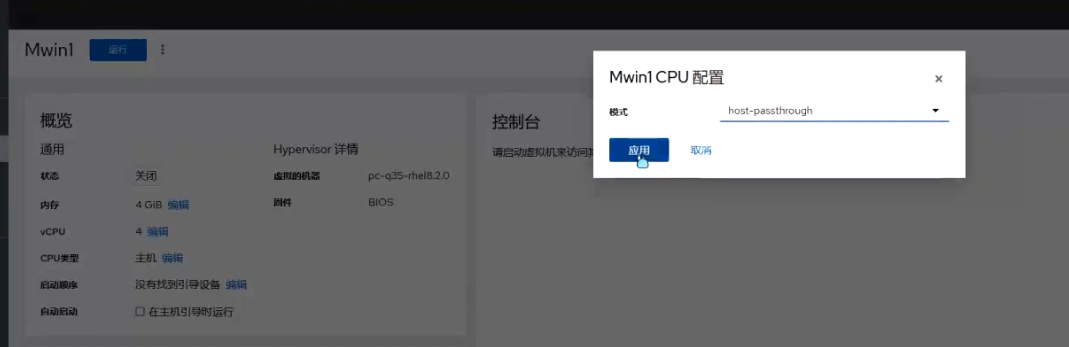 Mwin1 运行
Mwin1 CPU 配置
模式 host-passthrough
应用 取消
概览
通用 Hypervisor 详情
状态 关闭 虚拟的机器 pc-q35-rhel8.2.0
内存 4 GiB 编辑 固件 BIOS
vCPU 4 编辑
CPU类型 主机 编辑
启动顺序 没有找到引导设备 编辑
自动启动 在主机引导时运行
控制台
请启动虚拟机来访问